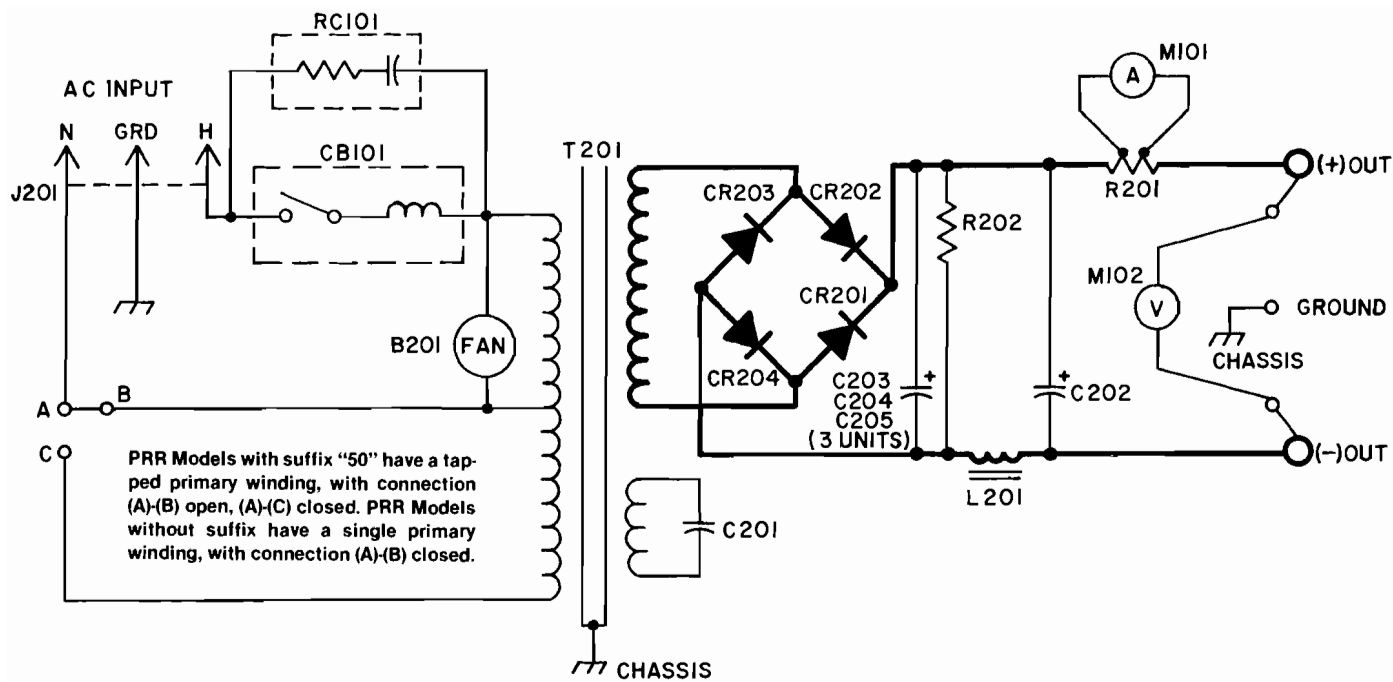 RC101
AC INPUT
N GRD H
J201
CB101
B201 FAN
A B
C
PRR Models with suffix "50" have a tap-
ped primary winding, with connection
(A)-(B) open, (A)-(C) closed. PRR Models
without suffix have a single primary
winding, with connection (A)-(B) closed.
T201
CHASSIS
CR203 CR202
CR201
CR204
C203
C204
C205
(3 UNITS)
+
R202
+
C202
L201
C201
A M101
R201
(+) OUT
M102
V
GROUND
CHASSIS
(-) OUT